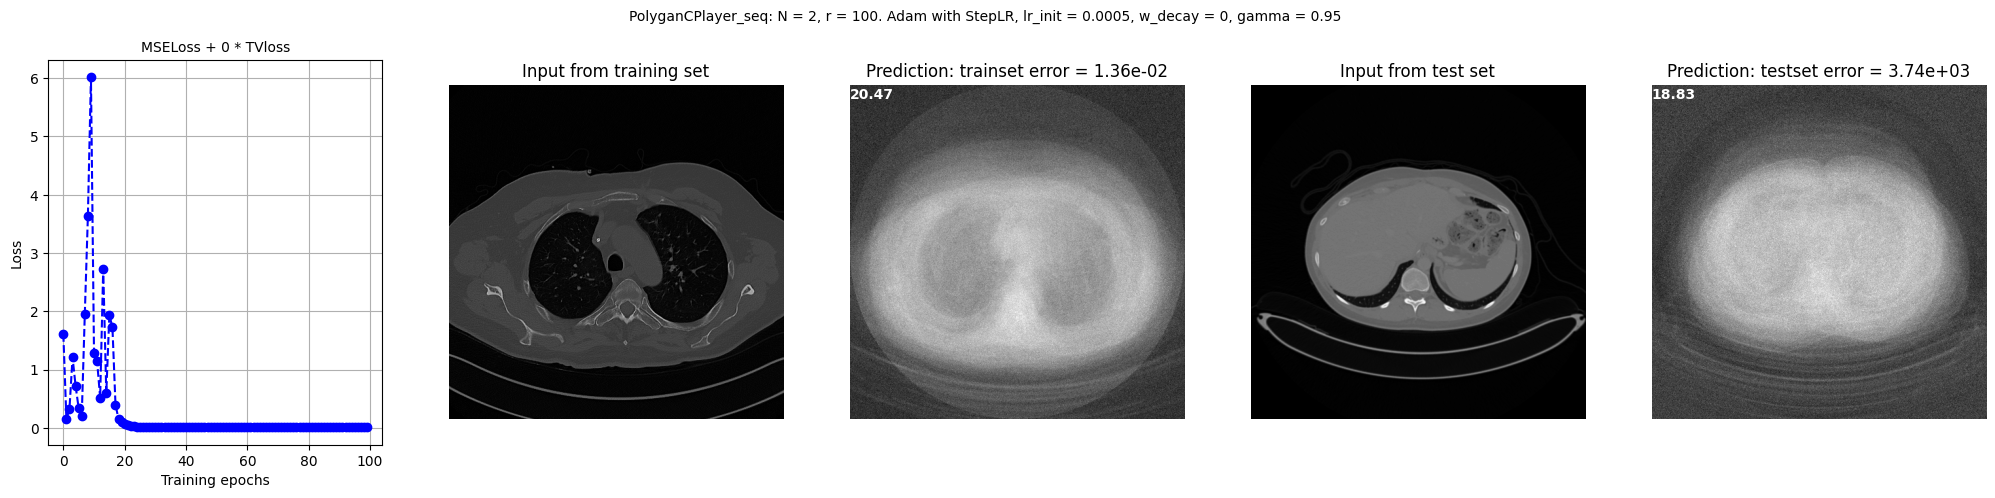 PolyganCPlayer_seq: N = 2, r = 100. Adam with StepLR, lr_init = 0.0005, w_decay = 0, gamma = 0.95
MSELoss + 0 * TVloss
Loss
6
5
4
3
2
1
0
0 20 40 60 80 100
Training epochs
Input from training set
Prediction: trainset error = 1.36e-02
20.47
Input from test set
Prediction: testset error = 3.74e+03
18.83